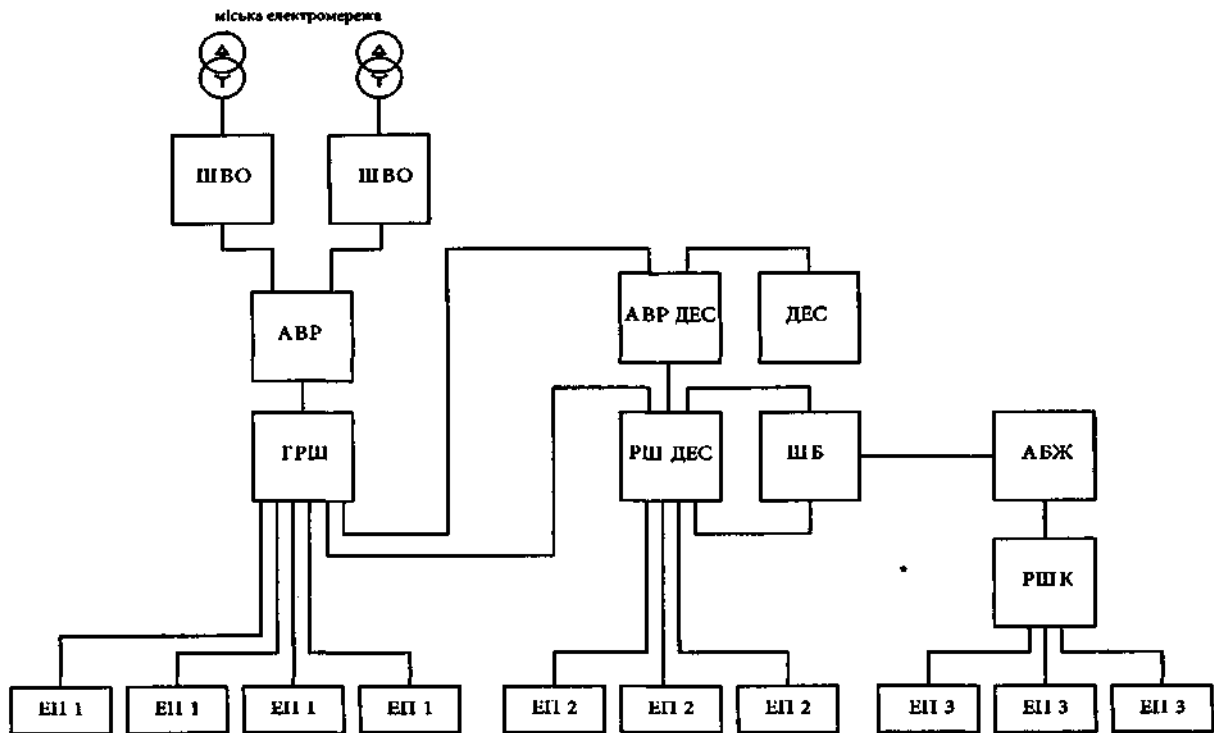 міська електромережа
ШВО ШВО
АВР ДЕС ДЕС
АВР
ГРШ РШ ДЕС ШБ АБЖ
РШК
ЕП 1 ЕП 1 ЕП 1 ЕП 1 ЕП 2 ЕП 2 ЕП 2 ЕП 3 ЕП 3 ЕП 3